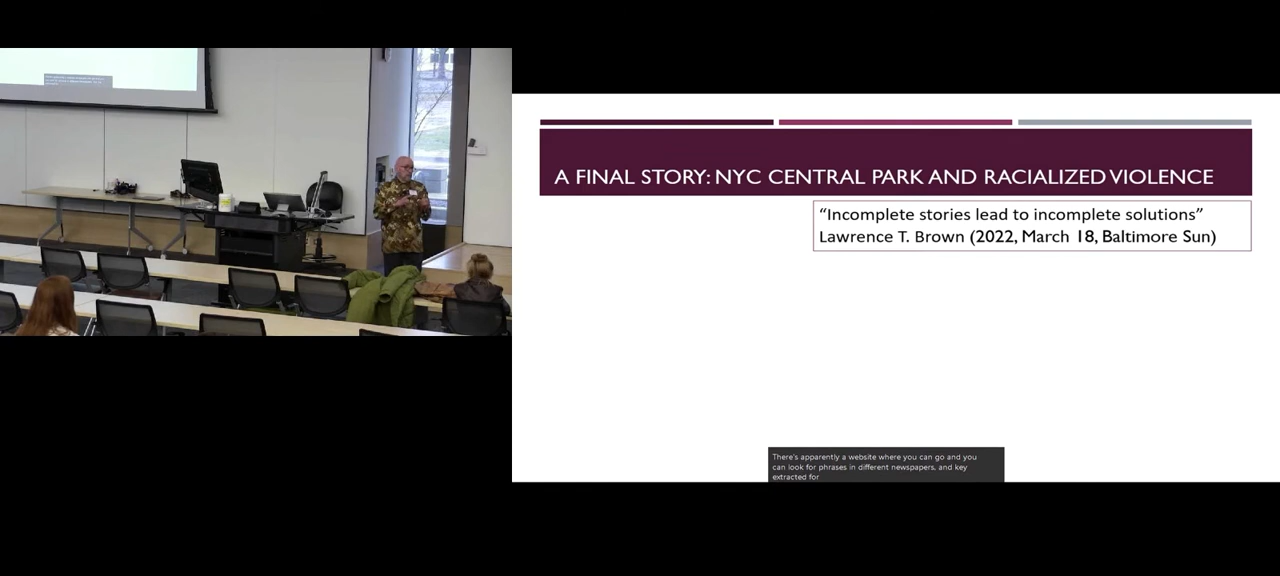 A FINAL STORY: NYC CENTRAL PARK AND RACIALIZED VIOLENCE
“Incomplete stories lead to incomplete solutions”
Lawrence T. Brown (2022, March 18, Baltimore Sun)
There's apparently a website where you can go and you
can look for phrases in different newspapers, and key
extracted for